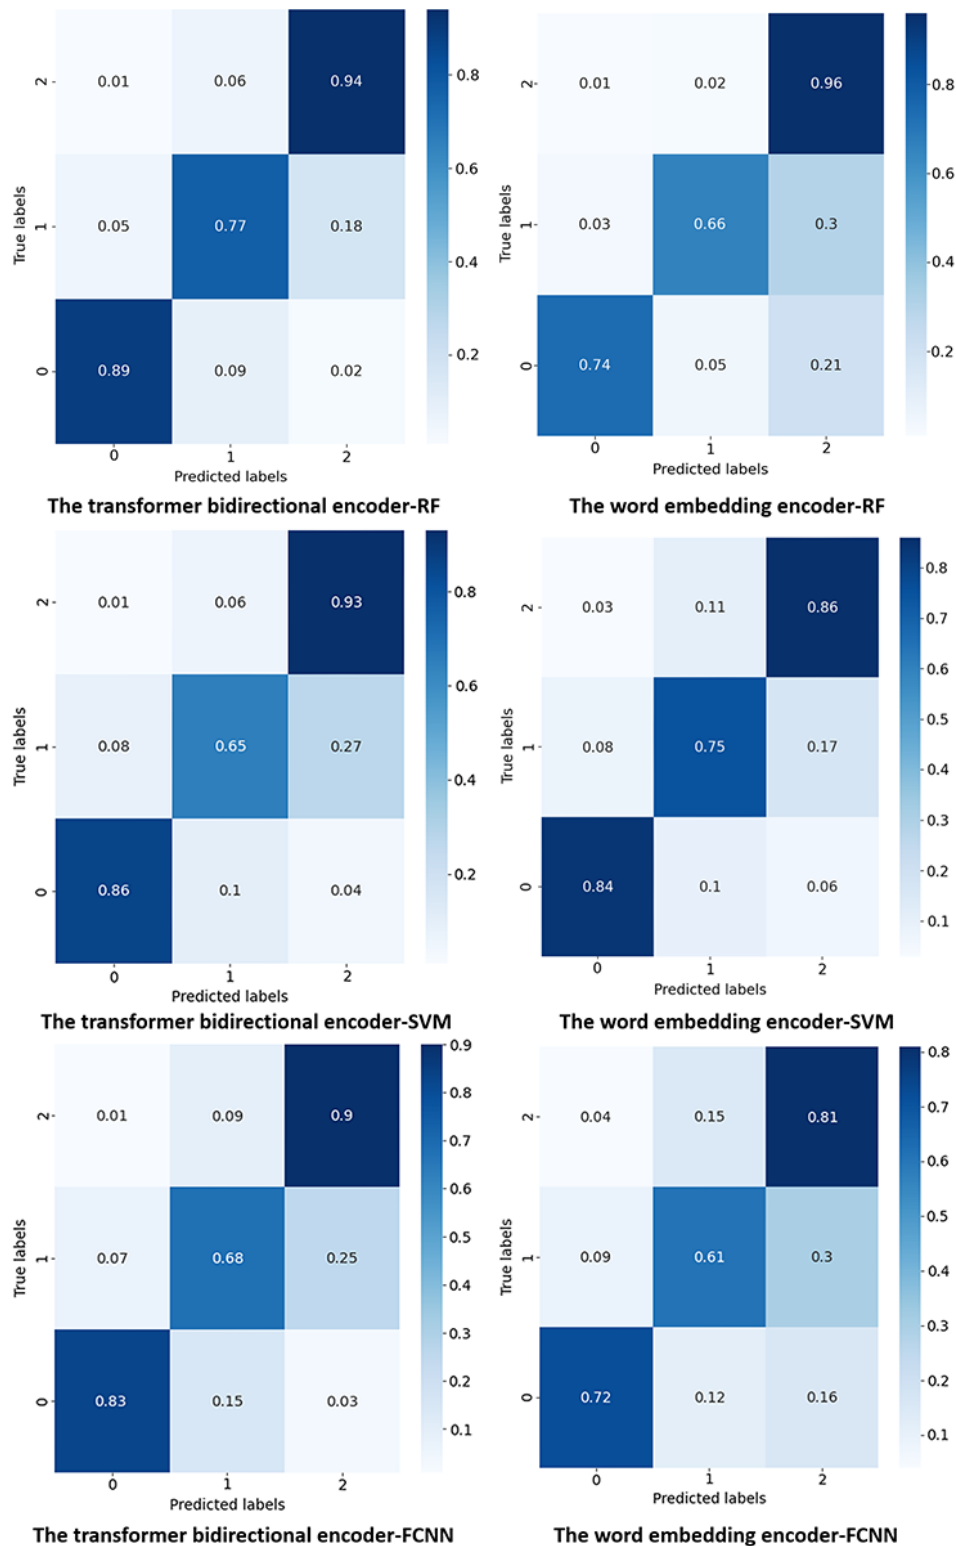 2 0.01 0.06 0.94 0.8
0.6
True labels 1 0.05 0.77 0.18
0.4
0.2
0 0.89 0.09 0.02
0 1 2
Predicted labels
The transformer bidirectional encoder-RF
2 0.01 0.02 0.96 0.8
0.6
True labels 1 0.03 0.66 0.3
0.4
0.2
0 0.74 0.05 0.21
0 1 2
Predicted labels
The word embedding encoder-RF
2 0.01 0.06 0.93 0.8
0.6
True labels 1 0.08 0.65 0.27
0.4
0.2
0 0.86 0.1 0.04
0 1 2
Predicted labels
The transformer bidirectional encoder-SVM
0.8
2 0.03 0.11 0.86
0.7
0.6
0.5
True labels 1 0.08 0.75 0.17
0.4
0.3
0.2
0 0.84 0.1 0.06
0.1
0 1 2
Predicted labels
The word embedding encoder-SVM
0.9
2 0.01 0.09 0.9
0.8
0.7
0.6
0.5
True labels 1 0.07 0.68 0.25
0.4
0.3
0.2
0 0.83 0.15 0.03
0.1
0 1 2
Predicted labels
The transformer bidirectional encoder-FCNN
0.8
2 0.04 0.15 0.81
0.7
0.6
0.5
True labels 1 0.09 0.61 0.3
0.4
0.3
0.2
0 0.72 0.12 0.16
0.1
0 1 2
Predicted labels
The word embedding encoder-FCNN